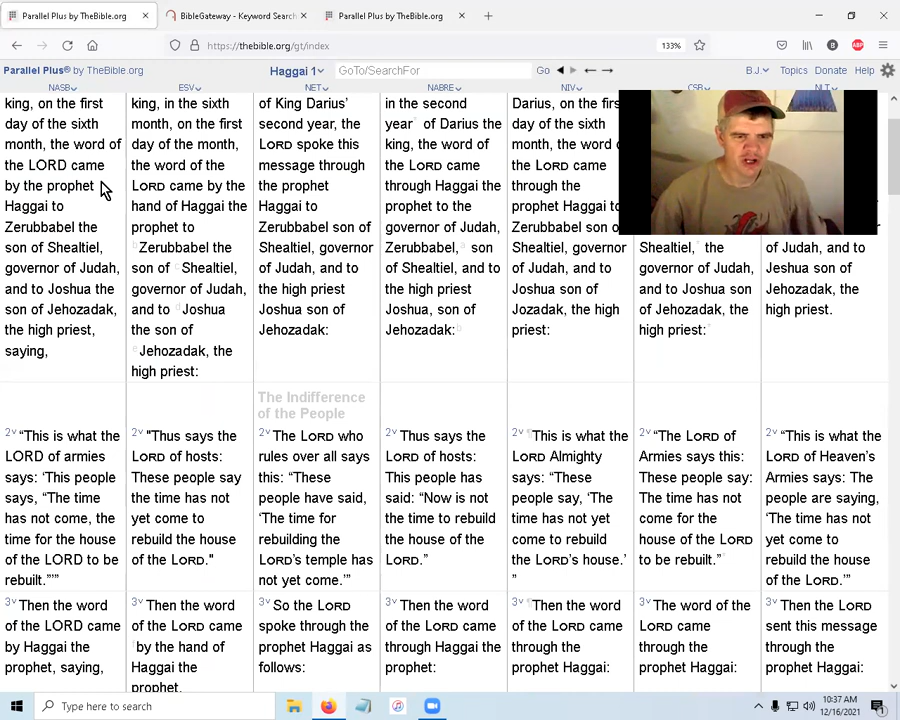 Parallel Plus by TheBible.org
BibleGateway - Keyword Searc
Parallel Plus by TheBible.org
https://thebible.org/gt/index
133%
Parallel Plus® by TheBible.org
Haggai 1
GoTo/SearchFor
Go
B.J.
Topics
Donate
Help
NASB
ESV
NET
NABRE
NIV
CSB
NLT
king, on the first
day of the sixth
month, the word of
the LORD came
by the prophet
Haggai to
Zerubbabel the
son of Shealtiel,
governor of Judah,
and to Joshua the
son of Jehozadak,
the high priest,
saying,
king, in the sixth
month, on the first
day of the month,
the word of the
LORD came by the
hand of Haggai the
prophet to
b Zerubbabel the
son of c Shealtiel,
governor of Judah,
and to d Joshua
the son of
e Jehozadak, the
high priest:
of King Darius’
second year, the
LORD spoke this
message through
the prophet
Haggai to
Zerubbabel son of
Shealtiel, governor
of Judah, and to
the high priest
Joshua son of
Jehozadak:
in the second
year* of Darius the
king, the word of
the LORD came
through Haggai the
prophet to the
governor of Judah,
Zerubbabel,a son
of Shealtiel, and to
the high priest
Joshua, son of
Jehozadak:b
Darius, on the first
day of the sixth
month, the word of
the LORD came
through the
prophet Haggai to
Zerubbabel son of
Shealtiel, governor
of Judah, and to
Joshua son of
Jozadak, the high
priest:
Shealtiel,* the
governor of Judah,
and to Joshua son
of Jehozadak, the
high priest:*
of Judah, and to
Jeshua son of
Jehozadak, the
high priest.
The Indifference
of the People
2v “This is what the
LORD of armies
says: ‘This people
says, “The time
has not come, the
time for the house
of the LORD to be
rebuilt.”’”
2v "Thus says the
LORD of hosts:
These people say
the time has not
yet come to
rebuild the house
of the LORD."
2v The LORD who
rules over all says
this: “These
people have said,
‘The time for
rebuilding the
LORD’s temple has
not yet come.’”
2v Thus says the
LORD of hosts:
This people has
said: “Now is not
the time to rebuild
the house of the
LORD.”
2v ¶This is what the
LORD Almighty
says: “These
people say, ‘The
time has not yet
come to rebuild
the LORD’s house.’
”
2v “The LORD of
Armies says this:
These people say:
The time has not
come for the
house of the LORD
to be rebuilt.”
2v “This is what the
LORD of Heaven’s
Armies says: The
people are saying,
‘The time has not
yet come to
rebuild the house
of the LORD.’”
3v Then the word
of the LORD came
by Haggai the
prophet, saying,
3v Then the word
of the LORD came
f by the hand of
Haggai the
prophet,
3v So the LORD
spoke through the
prophet Haggai as
follows:
3v Then the word
of the LORD came
through Haggai the
prophet:
3v ¶Then the word
of the LORD came
through the
prophet Haggai:
3v The word of the
LORD came
through the
prophet Haggai:
3v Then the LORD
sent this message
through the
prophet Haggai:
Type here to search
10:37 AM
12/16/2021